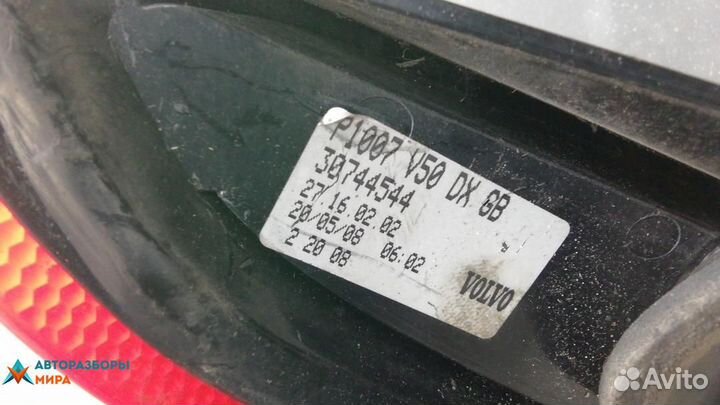 P1007 V50 DX GB
30744544
27/16.02.02
20/05/08 06:02
2 20 08
VOLVO
АВТОРАЗБОРЫ
МИРА
Avito